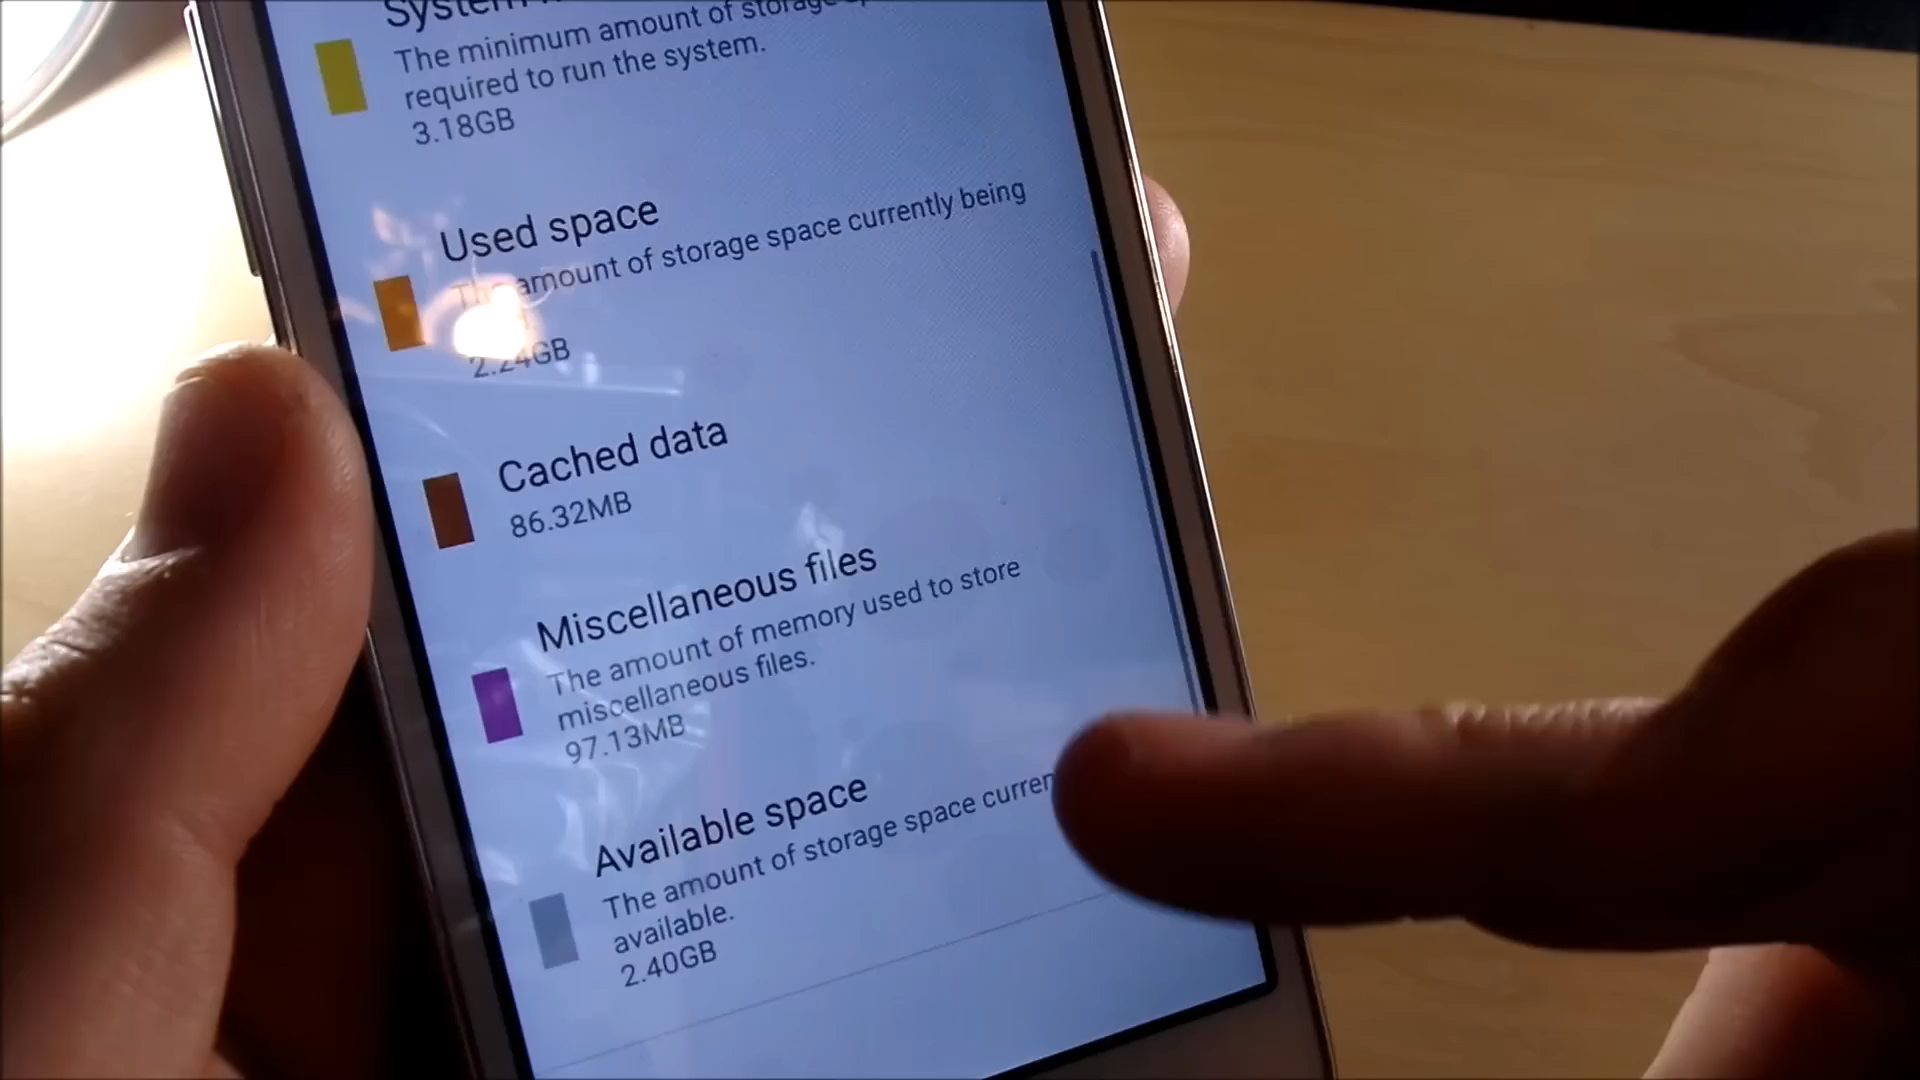 System
The minimum amount of storage
required to run the system.
3.18GB
Used space
The amount of storage space currently being
2.24GB
Cached data
86.32MB
Miscellaneous files
The amount of memory used to store
miscellaneous files.
97.13MB
Available space
The amount of storage space curren
available.
2.40GB